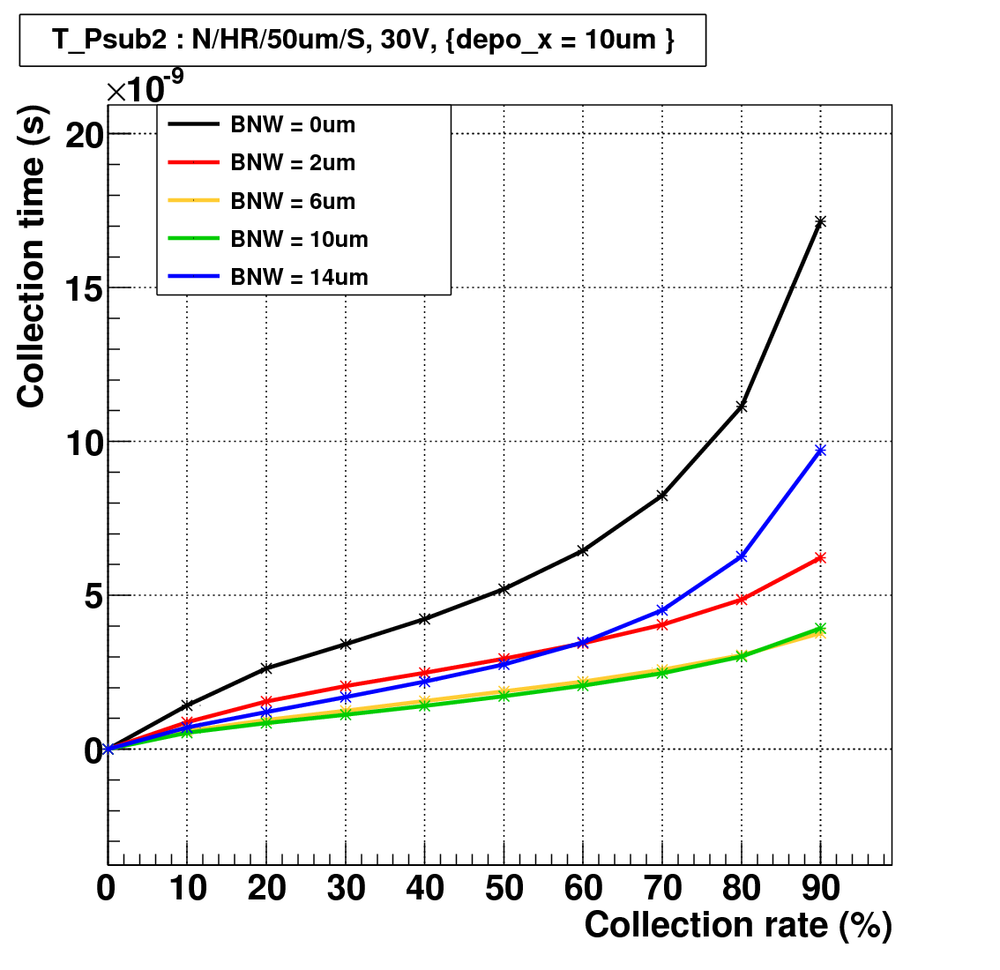 T_Psub2 : N/HR/50um/S, 30V, {depo_x = 10um }
×10-9
Collection time (s)
20
15
10
5
0
BNW = 0um
BNW = 2um
BNW = 6um
BNW = 10um
BNW = 14um
0 10 20 30 40 50 60 70 80 90
Collection rate (%)